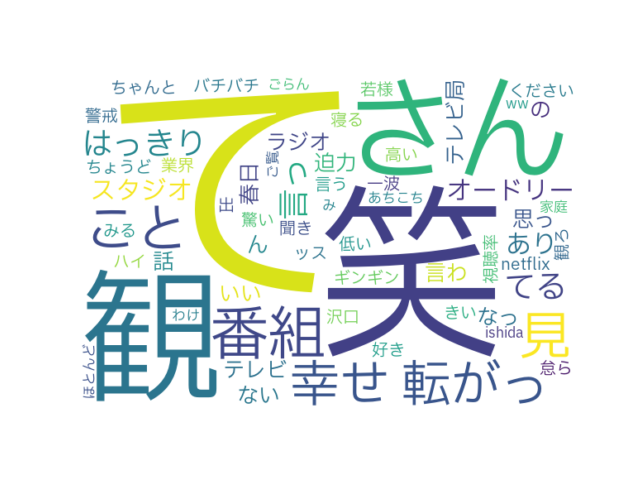 ちゃんと
バチバチ
ごらん
若様
テレビ局
ください
ww
の
警戒
て
さん
はっきり
ラジオ
寝る
ちょうど
業界
春日
ご覧
言っ
迫力
高い
スタジオ
圧
言う
一波
オードリー
あちこち
み
こと
驚い
聞き
笑
思っ
家庭
みる
ん
ッス
低い
視聴率
あり
観ろ
ハイ
話
netflix
観
いい
ギンギン
言わ
てる
わけ
番組
沢口
きい
なっ
見
ishida
ほとんど
テレビ
ない
幸せ
好き
転がっ
怠ら